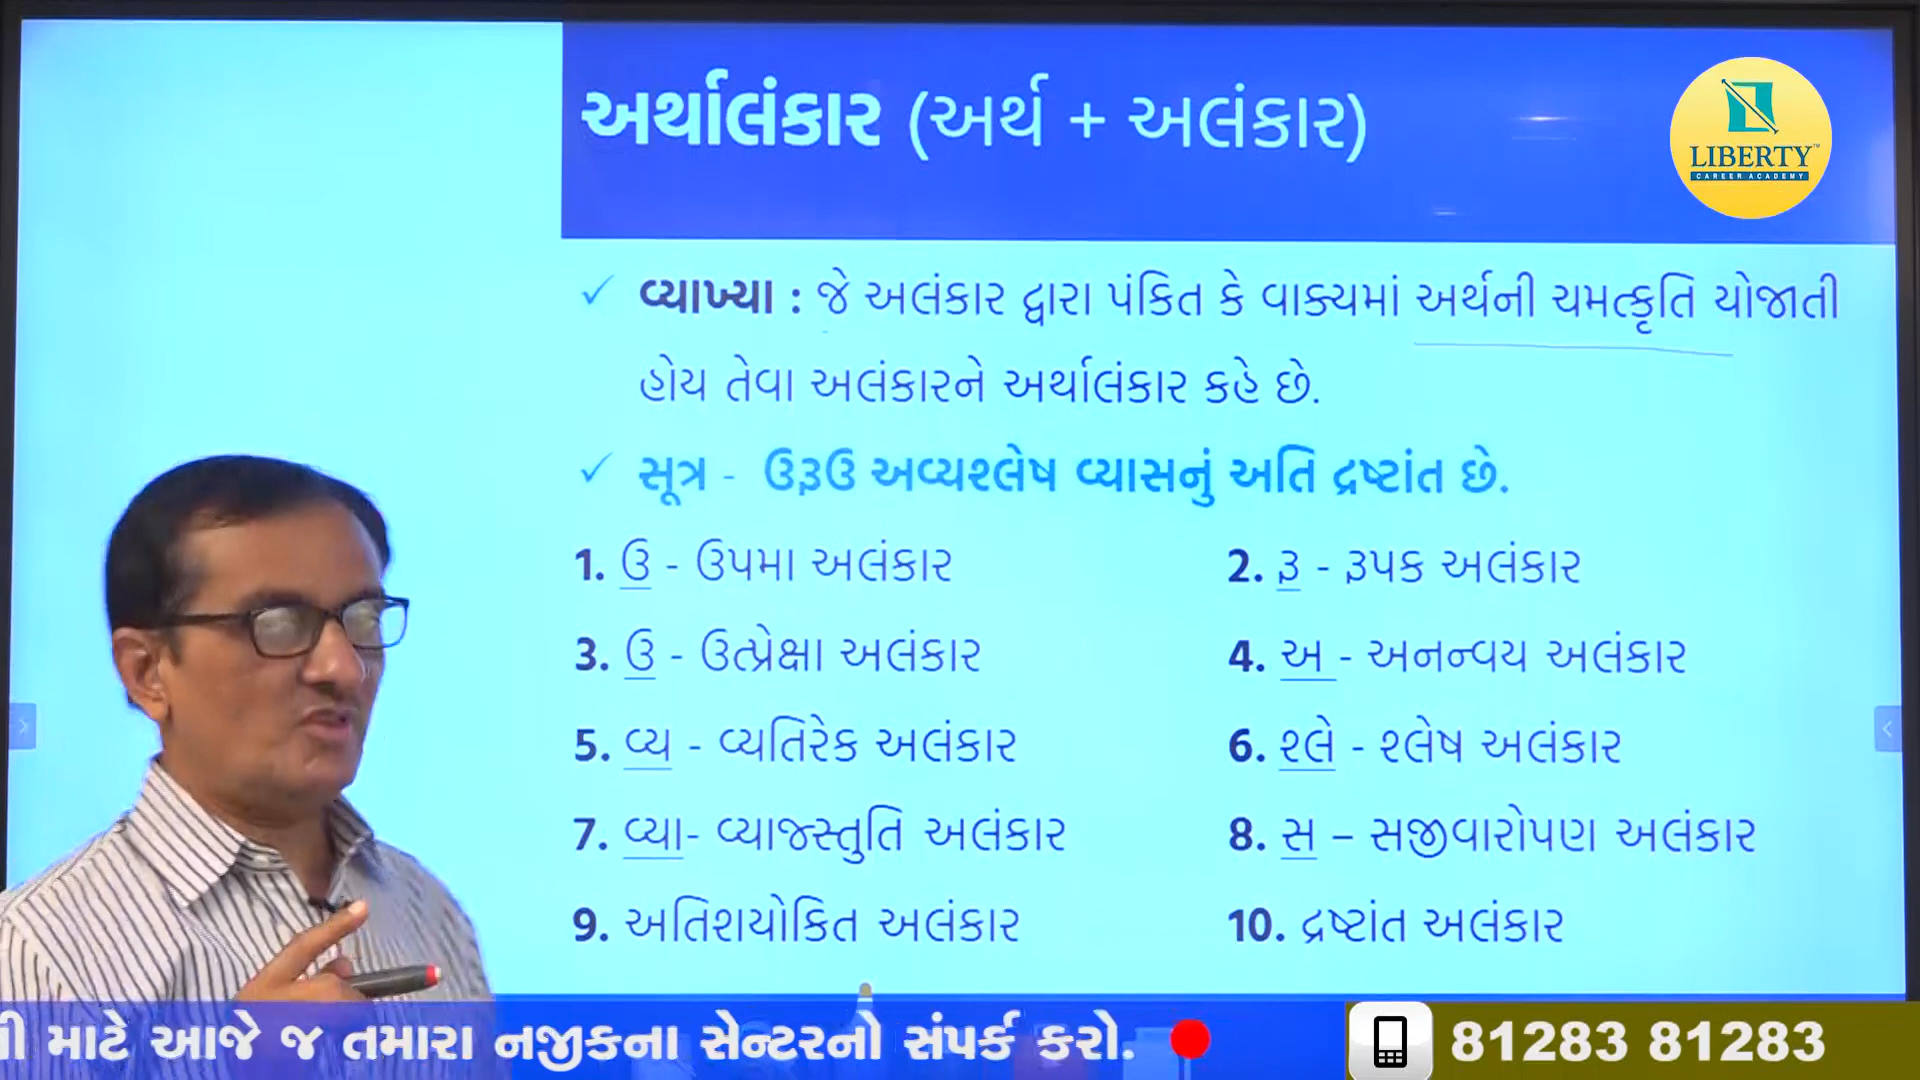 અર્થાલંકાર (અર્થ + અલંકાર)
LIBERTY™
CAREER ACADEMY
✓ વ્યાખ્યા : જે અલંકાર દ્વારા પંકિત કે વાક્યમાં અર્થની ચમત્કૃતિ યોજાતી
હોય તેવા અલંકારને અર્થાલંકાર કહે છે.
✓ સૂત્ર - ઉરૂઉ અવ્યશ્લેષ વ્યાસનું અતિ દ્રષ્ટાંત છે.
1. ઉ - ઉપમા અલંકાર
2. રૂ - રૂપક અલંકાર
3. ઉ - ઉત્પ્રેક્ષા અલંકાર
4. અ - અનન્વય અલંકાર
5. વ્ય - વ્યતિરેક અલંકાર
6. શ્લે - શ્લેષ અલંકાર
7. વ્યા- વ્યાજસ્તુતિ અલંકાર
8. સ – સજીવારોપણ અલંકાર
9. અતિશયોકિત અલંકાર
10. દ્રષ્ટાંત અલંકાર
માટે આજે જ તમારા નજીકના સેન્ટરનો સંપર્ક કરો.
81283 81283